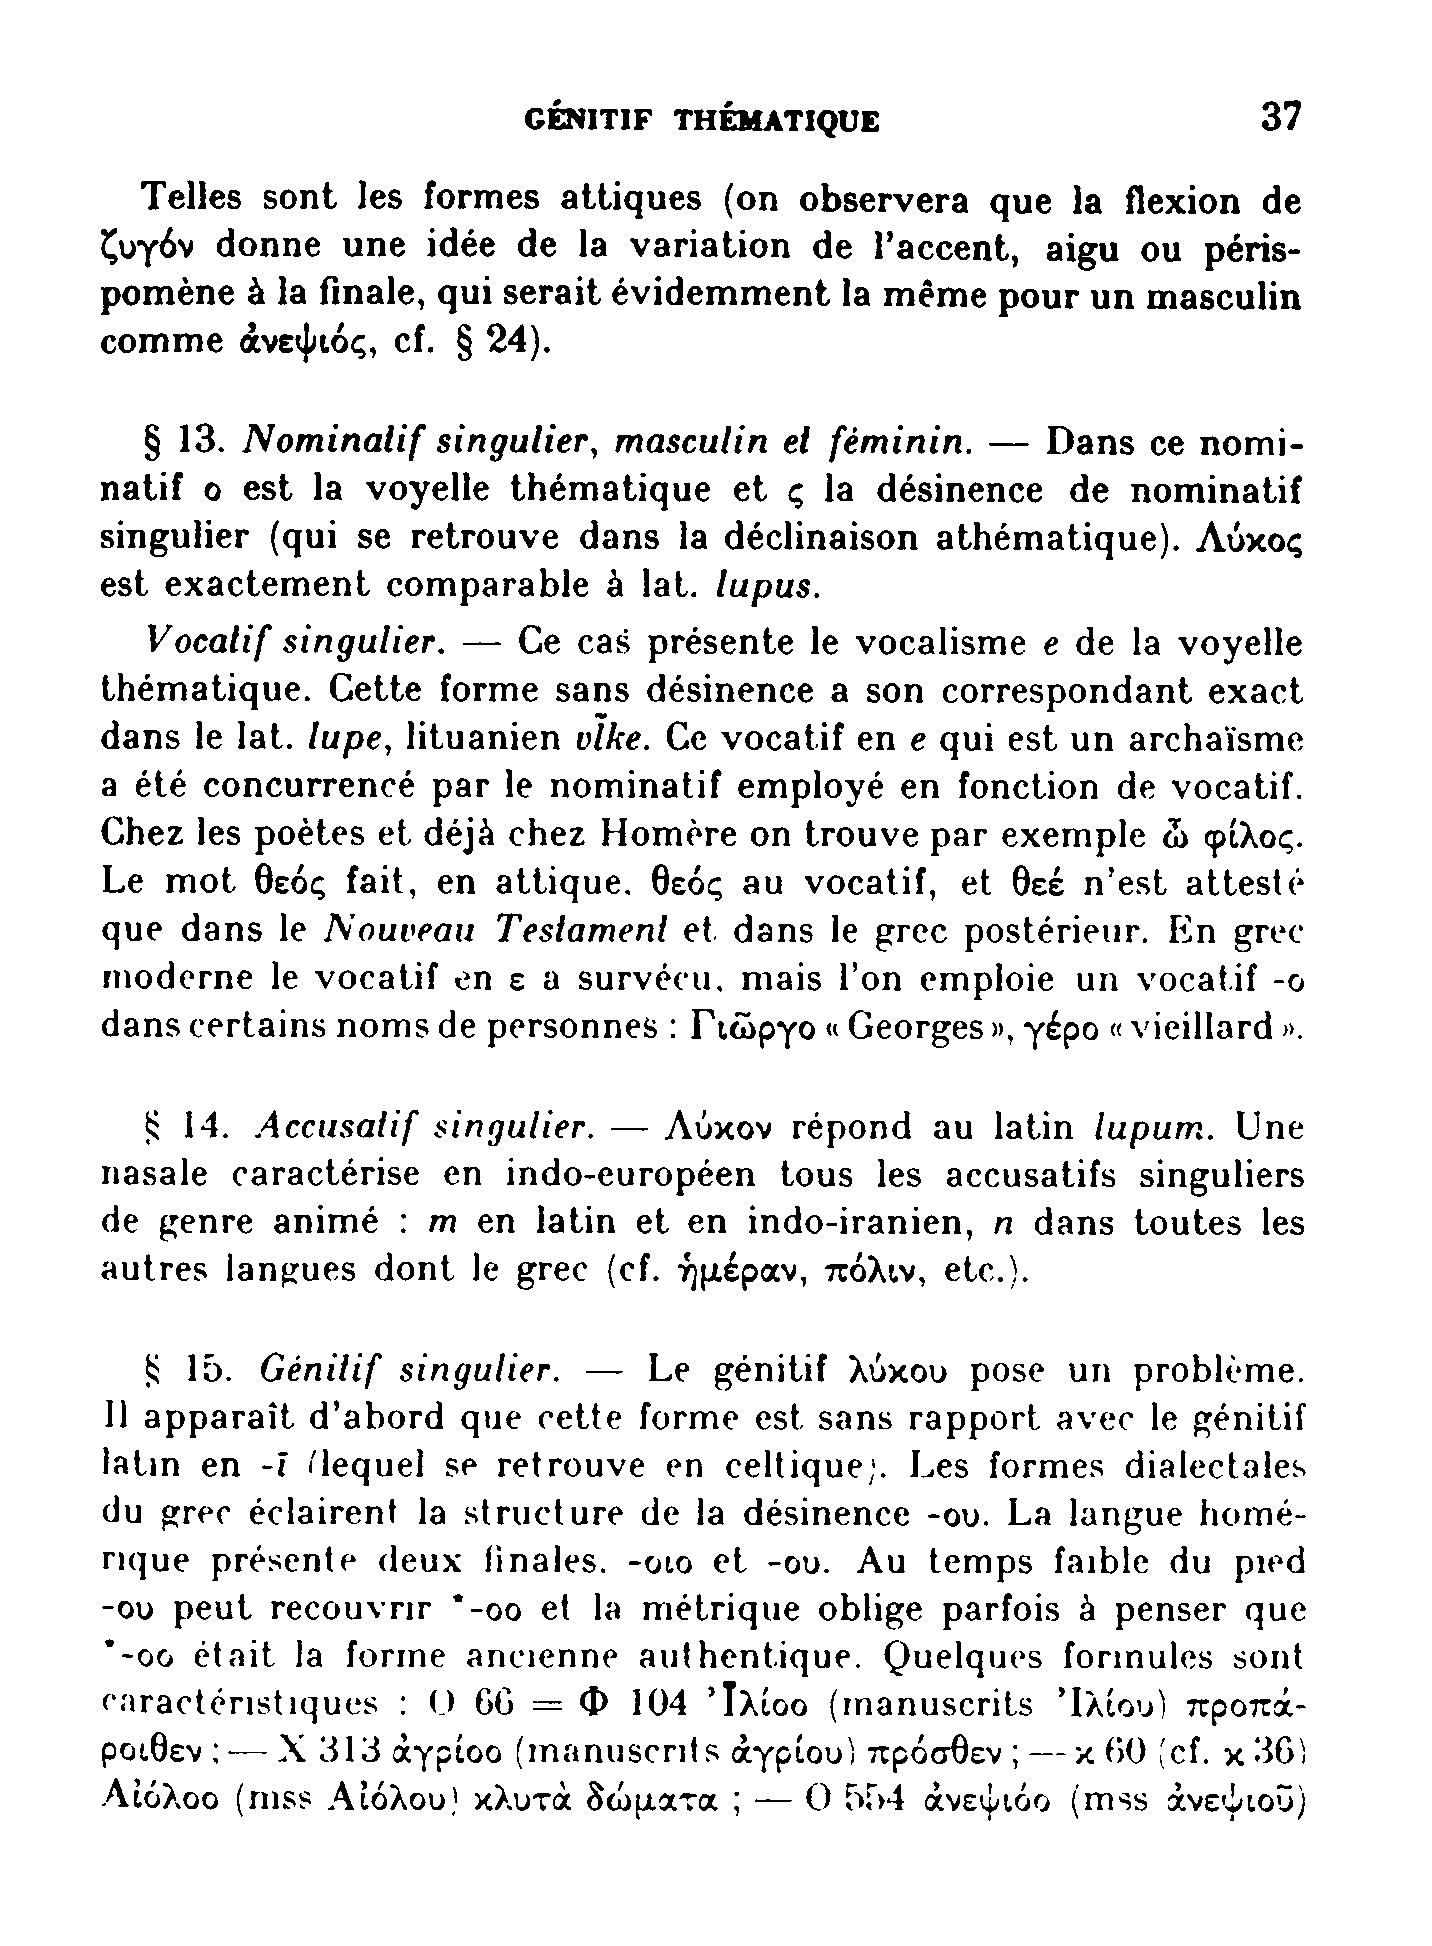 GÉNITIF THÉMATIQUE 37
Telles sont les formes attiques (on observera que la flexion de
ζυγόν donne une idée de la variation de l'accent, aigu ou péris-
pomène à la finale, qui serait évidemment la même pour un masculin
comme ἀνεψιός, cf. § 24).
§ 13. Nominatif singulier, masculin et féminin. — Dans ce nomi-
natif ο est la voyelle thématique et ς la désinence de nominatif
singulier (qui se retrouve dans la déclinaison athématique). Λύκος
est exactement comparable à lat. lupus.
Vocatif singulier. — Ce cas présente le vocalisme e de la voyelle
thématique. Cette forme sans désinence a son correspondant exact
dans le lat. lupe, lituanien vĩlke. Ce vocatif en e qui est un archaïsme
a été concurrencé par le nominatif employé en fonction de vocatif.
Chez les poètes et déjà chez Homère on trouve par exemple ὦ φίλος.
Le mot θεός fait, en attique, θεός au vocatif, et θεέ n'est attesté
que dans le Nouveau Testament et dans le grec postérieur. En grec
moderne le vocatif en ε a survécu, mais l'on emploie un vocatif -ο
dans certains noms de personnes : Γιῶργο « Georges », γέρο « vieillard ».
§ 14. Accusatif singulier. — Λύκον répond au latin lupum. Une
nasale caractérise en indo-européen tous les accusatifs singuliers
de genre animé : m en latin et en indo-iranien, n dans toutes les
autres langues dont le grec (cf. ἡμέραν, πόλιν, etc.).
§ 15. Génitif singulier. — Le génitif λύκου pose un problème.
Il apparaît d'abord que cette forme est sans rapport avec le génitif
latin en -ī (lequel se retrouve en celtique). Les formes dialectales
du grec éclairent la structure de la désinence -ου. La langue homé-
rique présente deux finales, -οιο et -ου. Au temps faible du pied
-ου peut recouvrir *-οο et la métrique oblige parfois à penser que
*-οο était la forme ancienne authentique. Quelques formules sont
caractéristiques : Ο 66 = Φ 104 Ἰλίοο (manuscrits Ἰλίου) προπά-
ροιθεν ; — Χ 313 ἀγρίοο (manuscrits ἀγρίου) πρόσθεν ; — κ 60 (cf. κ 36)
Αἰόλοο (mss Αἰόλου) κλυτὰ δώματα ; — Ο 554 ἀνεψιόο (mss ἀνεψιοῦ)